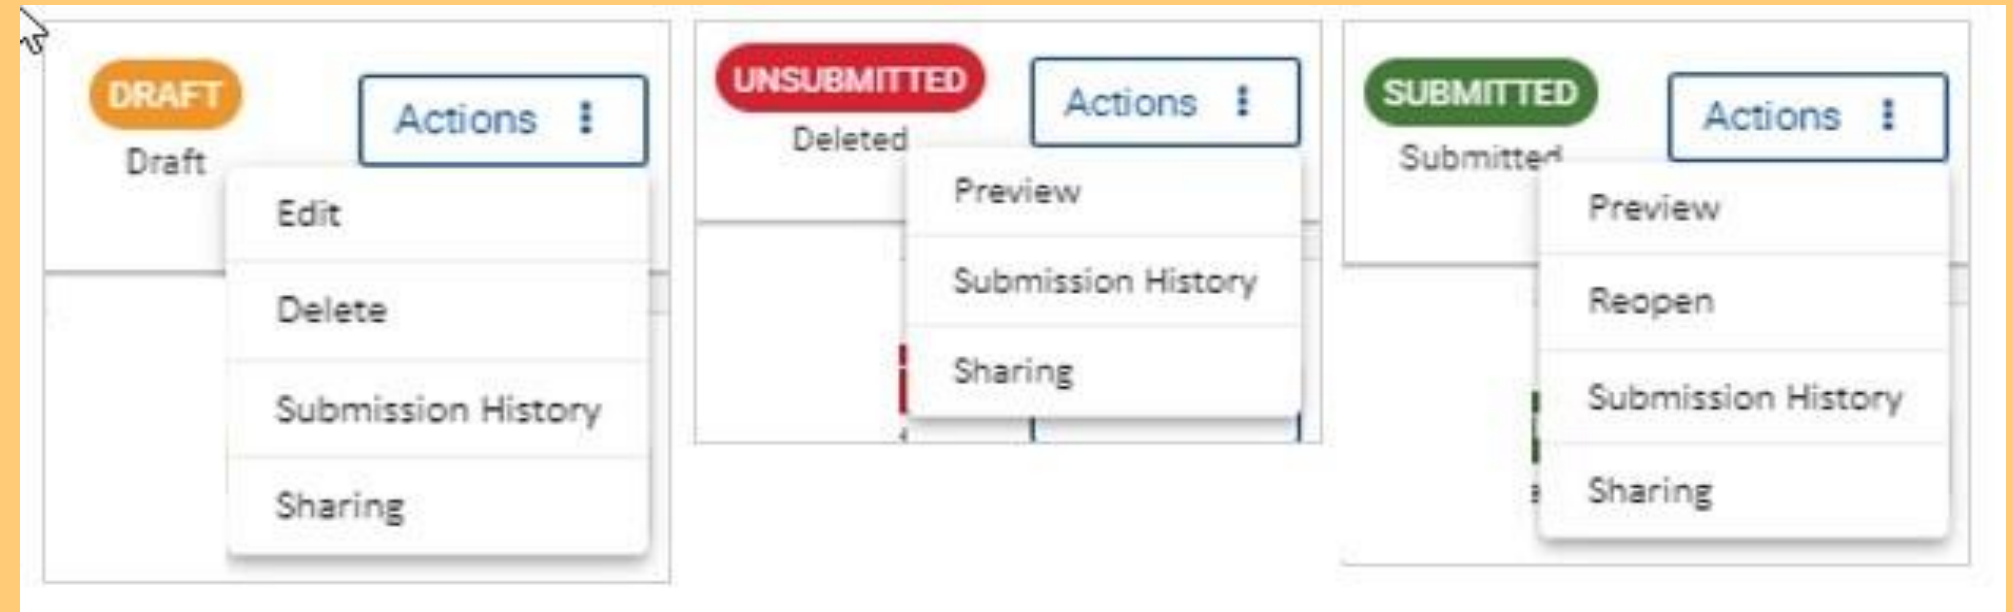 DRAFT
Actions
Draft
Edit
Delete
Submission History
Sharing
UNSUBMITTED
Actions
Deleted
Preview
Submission History
Sharing
SUBMITTED
Actions
Submitted
Preview
Reopen
Submission History
Sharing